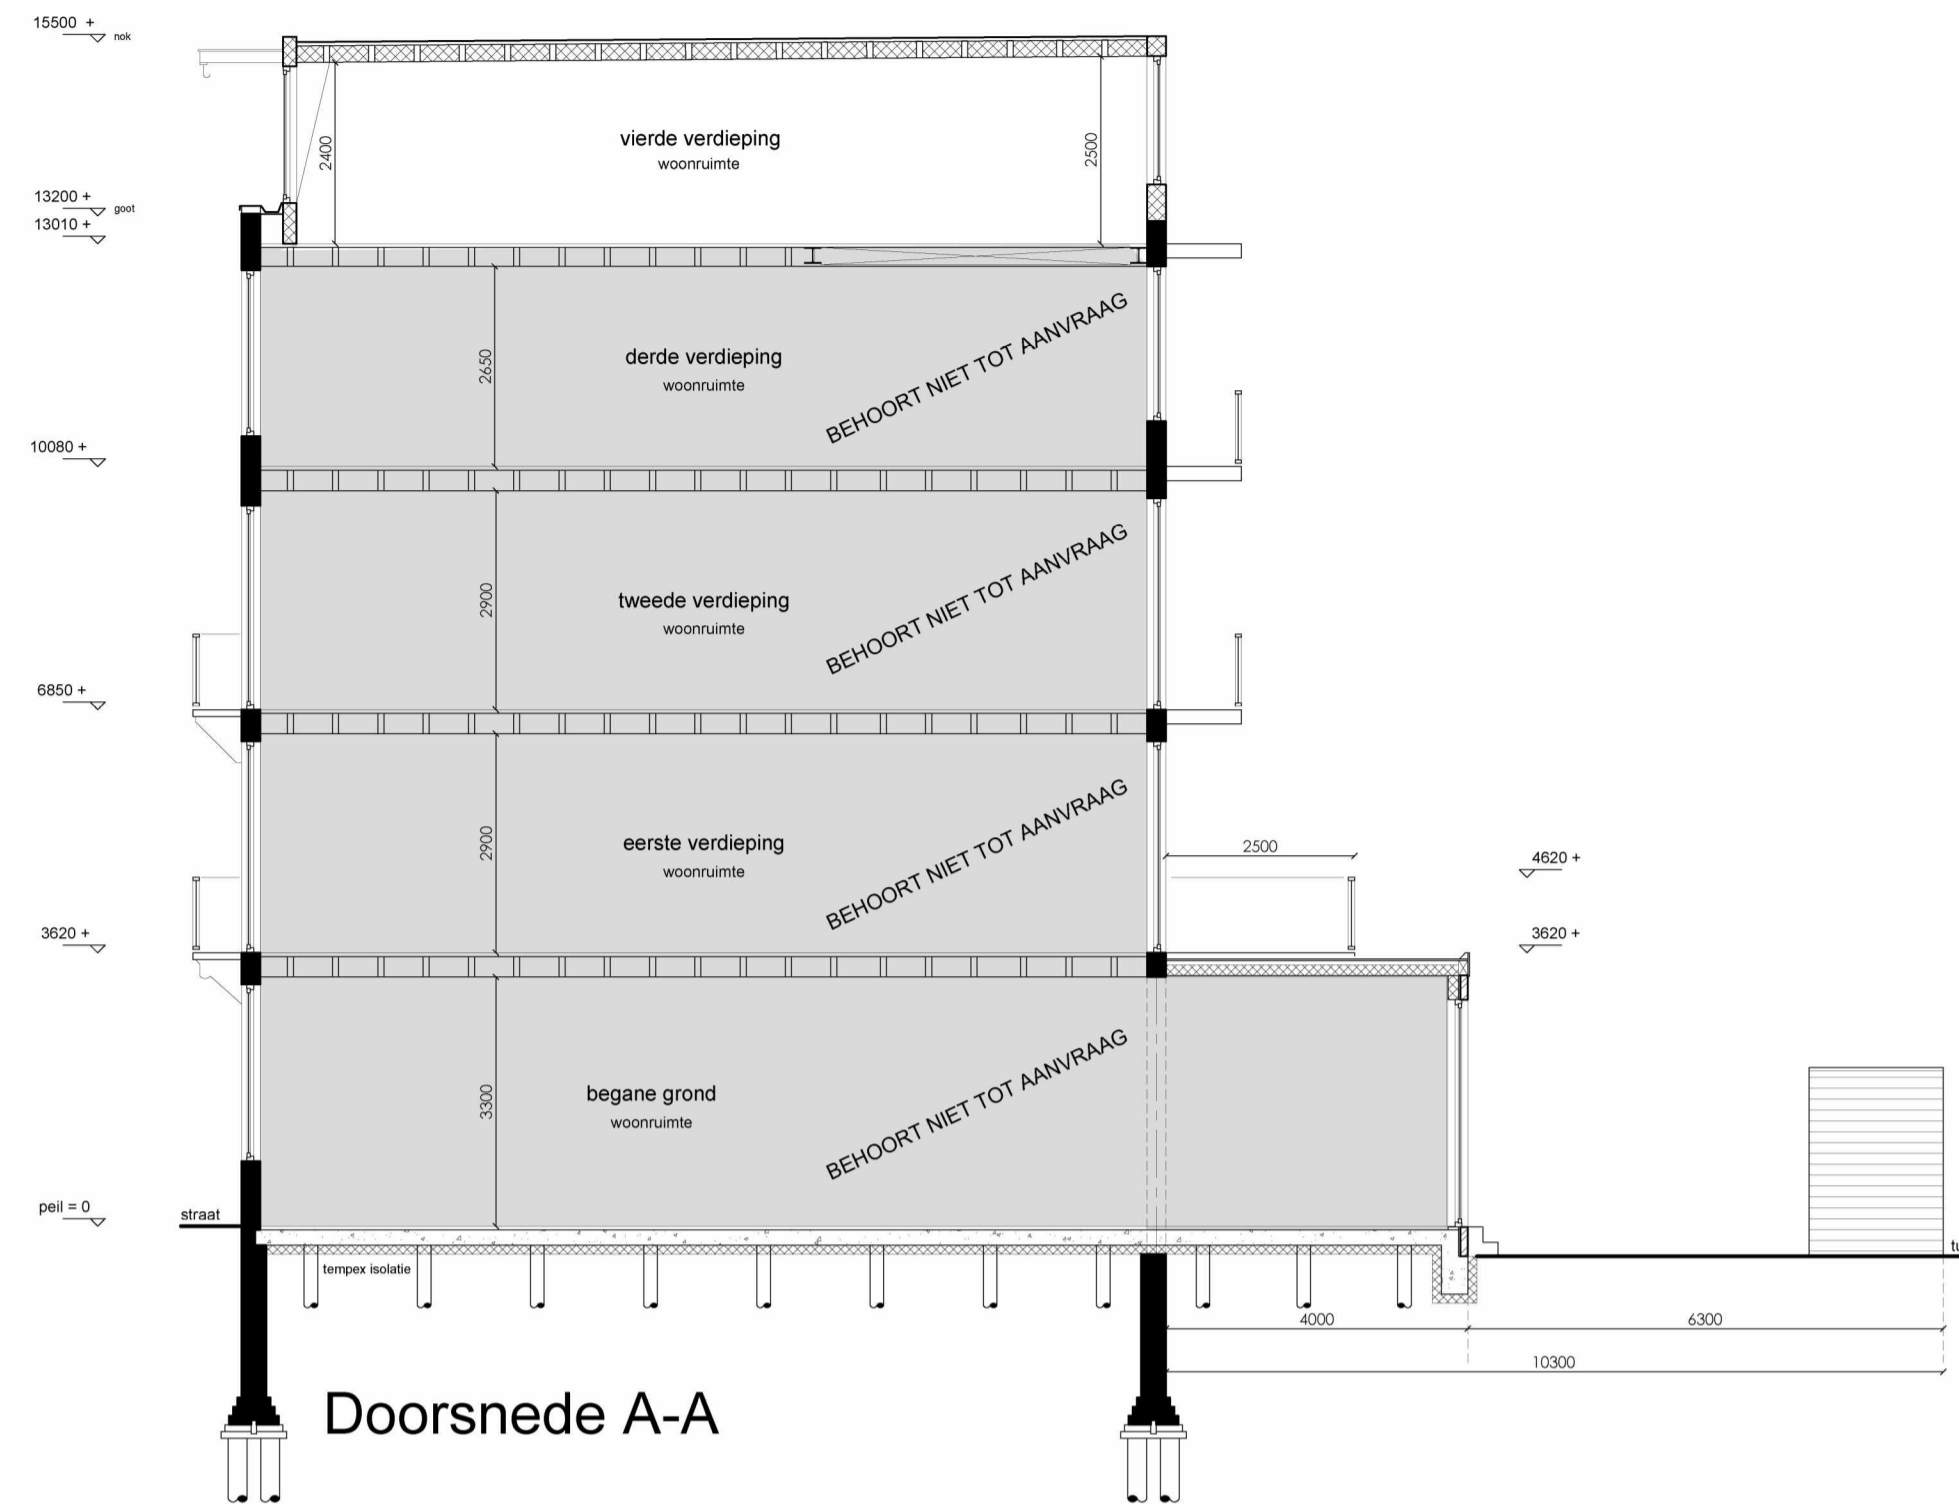 15500 +
nok
2400
vierde verdieping
woonruimte
2500
13200 +
goot
13010 +
2650
derde verdieping
woonruimte
BEHOORT NIET TOT AANVRAAG
10080 +
2900
tweede verdieping
woonruimte
BEHOORT NIET TOT AANVRAAG
6850 +
2900
eerste verdieping
woonruimte
BEHOORT NIET TOT AANVRAAG
2500
4620 +
3620 +
3620 +
3300
begane grond
woonruimte
BEHOORT NIET TOT AANVRAAG
peil = 0
straat
tempex isolatie
4000
6300
10300
Doorsnede A-A